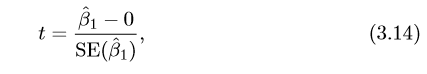 t = \frac{\hat{\beta}_1 - 0}{\mathrm{SE}(\hat{\beta}_1)}, (3.14)